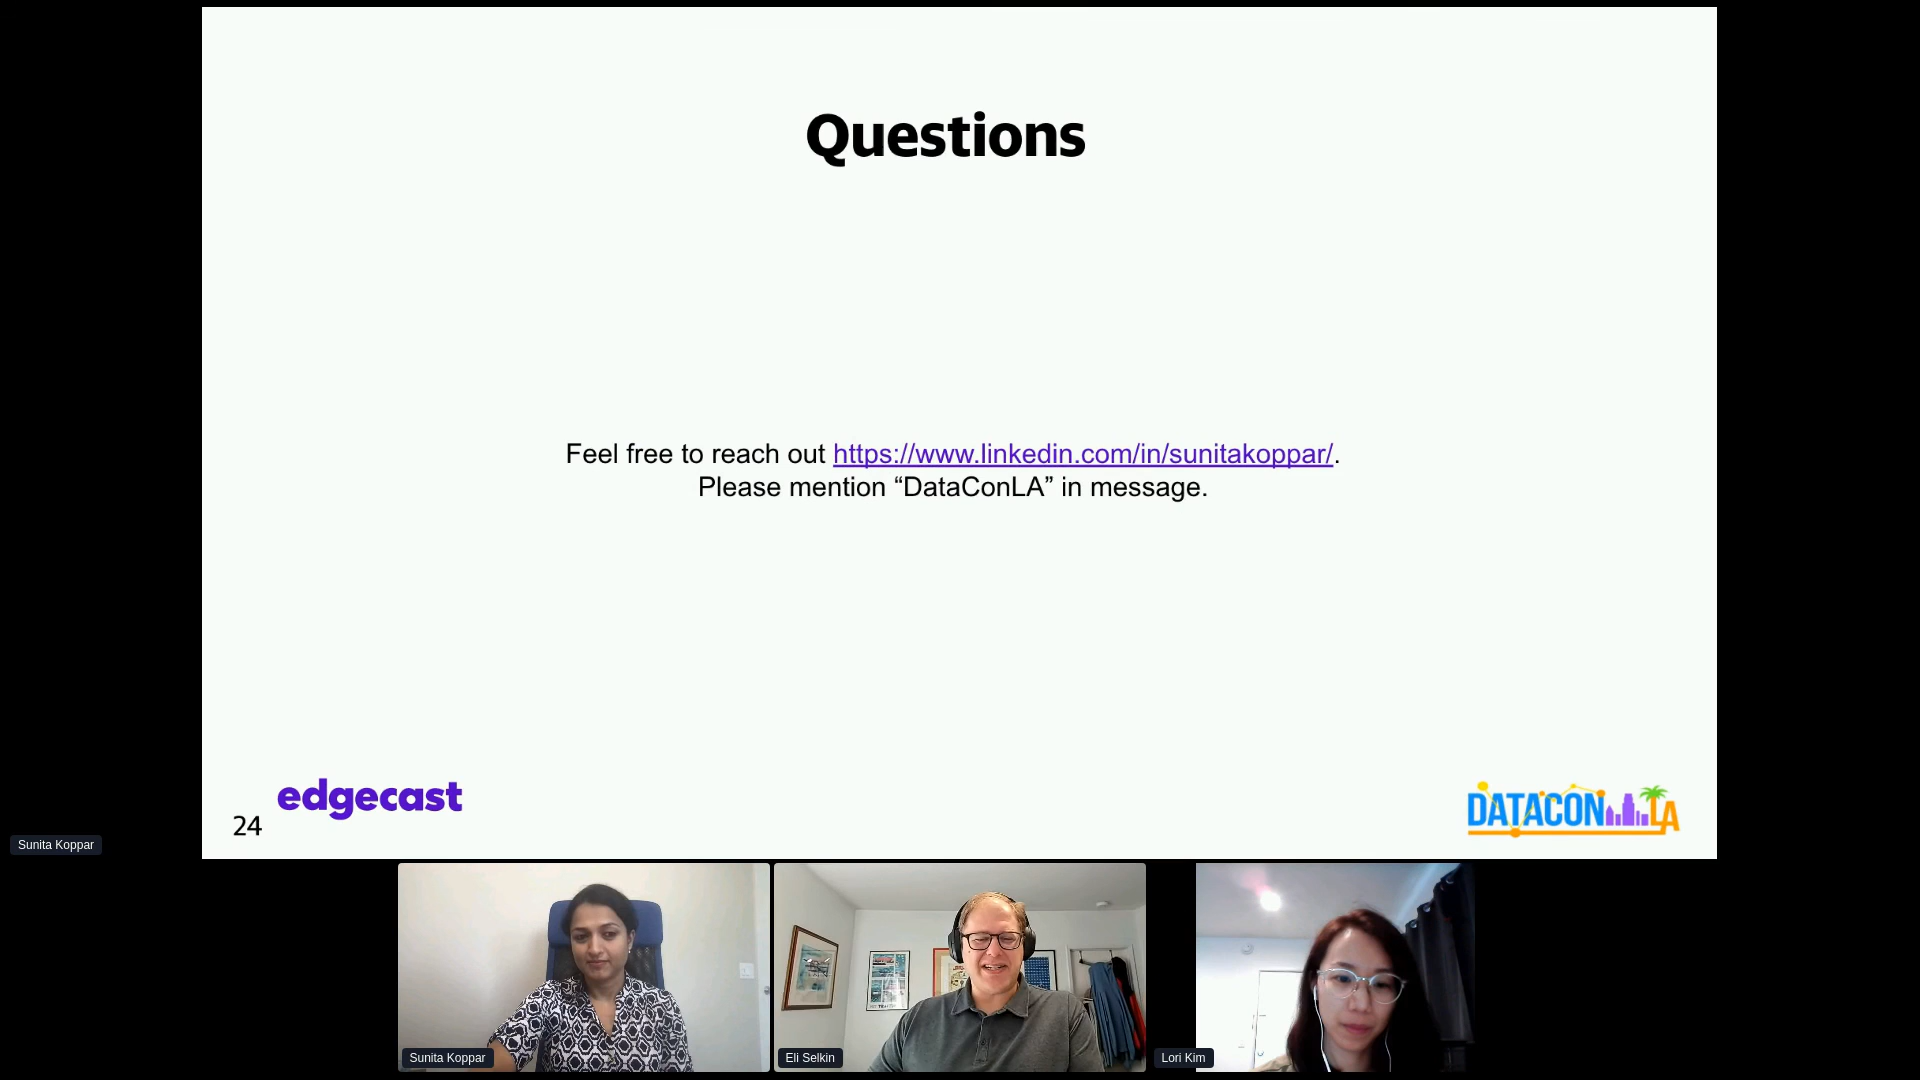 Questions
Feel free to reach out https://www.linkedin.com/in/sunitakoppar/.
Please mention “DataConLA” in message.
24
edgecast
DATACON LA
Sunita Koppar
Sunita Koppar
Eli Selkin
Lori Kim